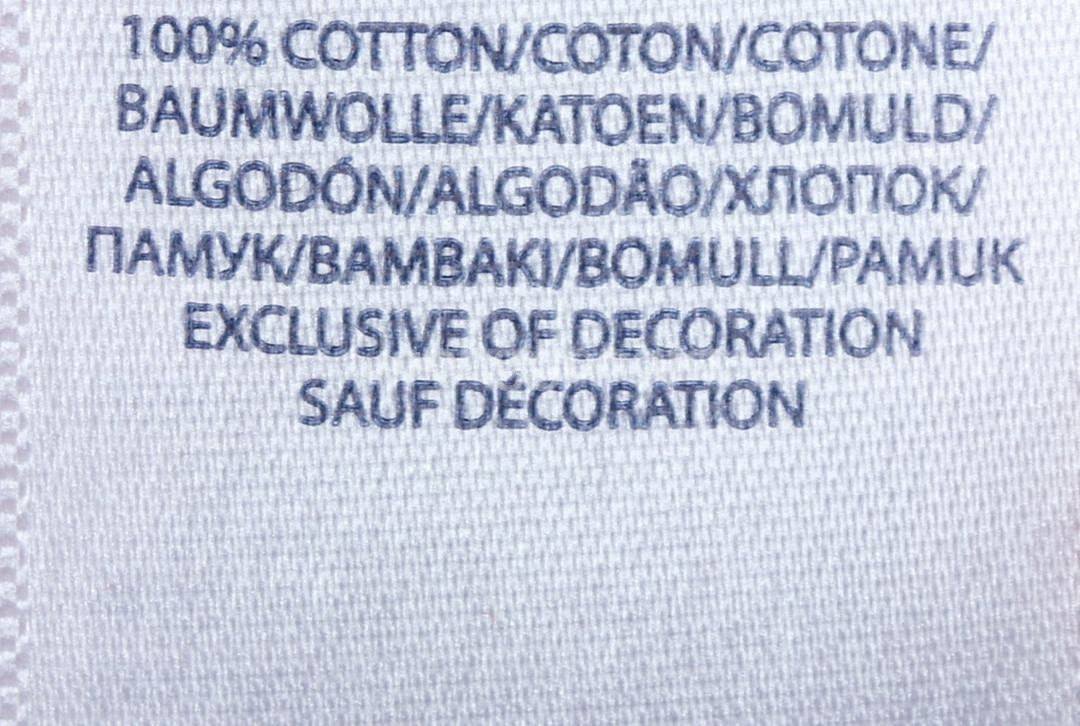 100% COTTON/COTON/COTONE/
BAUMWOLLE/KATOEN/BOMULD/
ALGODÓN/ALGODÃO/ХЛОПОК/
ПАМУК/BAMBAKI/BOMULL/PAMUK
EXCLUSIVE OF DECORATION
SAUF DÉCORATION